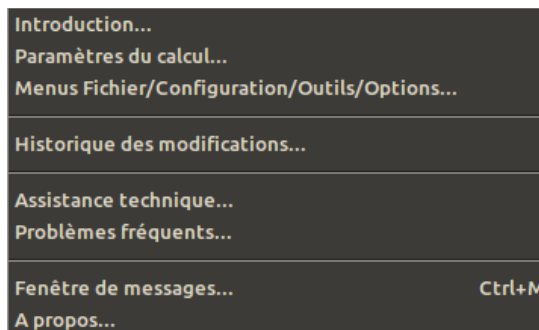 Introduction...
Paramètres du calcul...
Menus Fichier/Configuration/Outils/Options...
Historique des modifications...
Assistance technique...
Problèmes fréquents...
Fenêtre de messages... Ctrl+M
A propos...